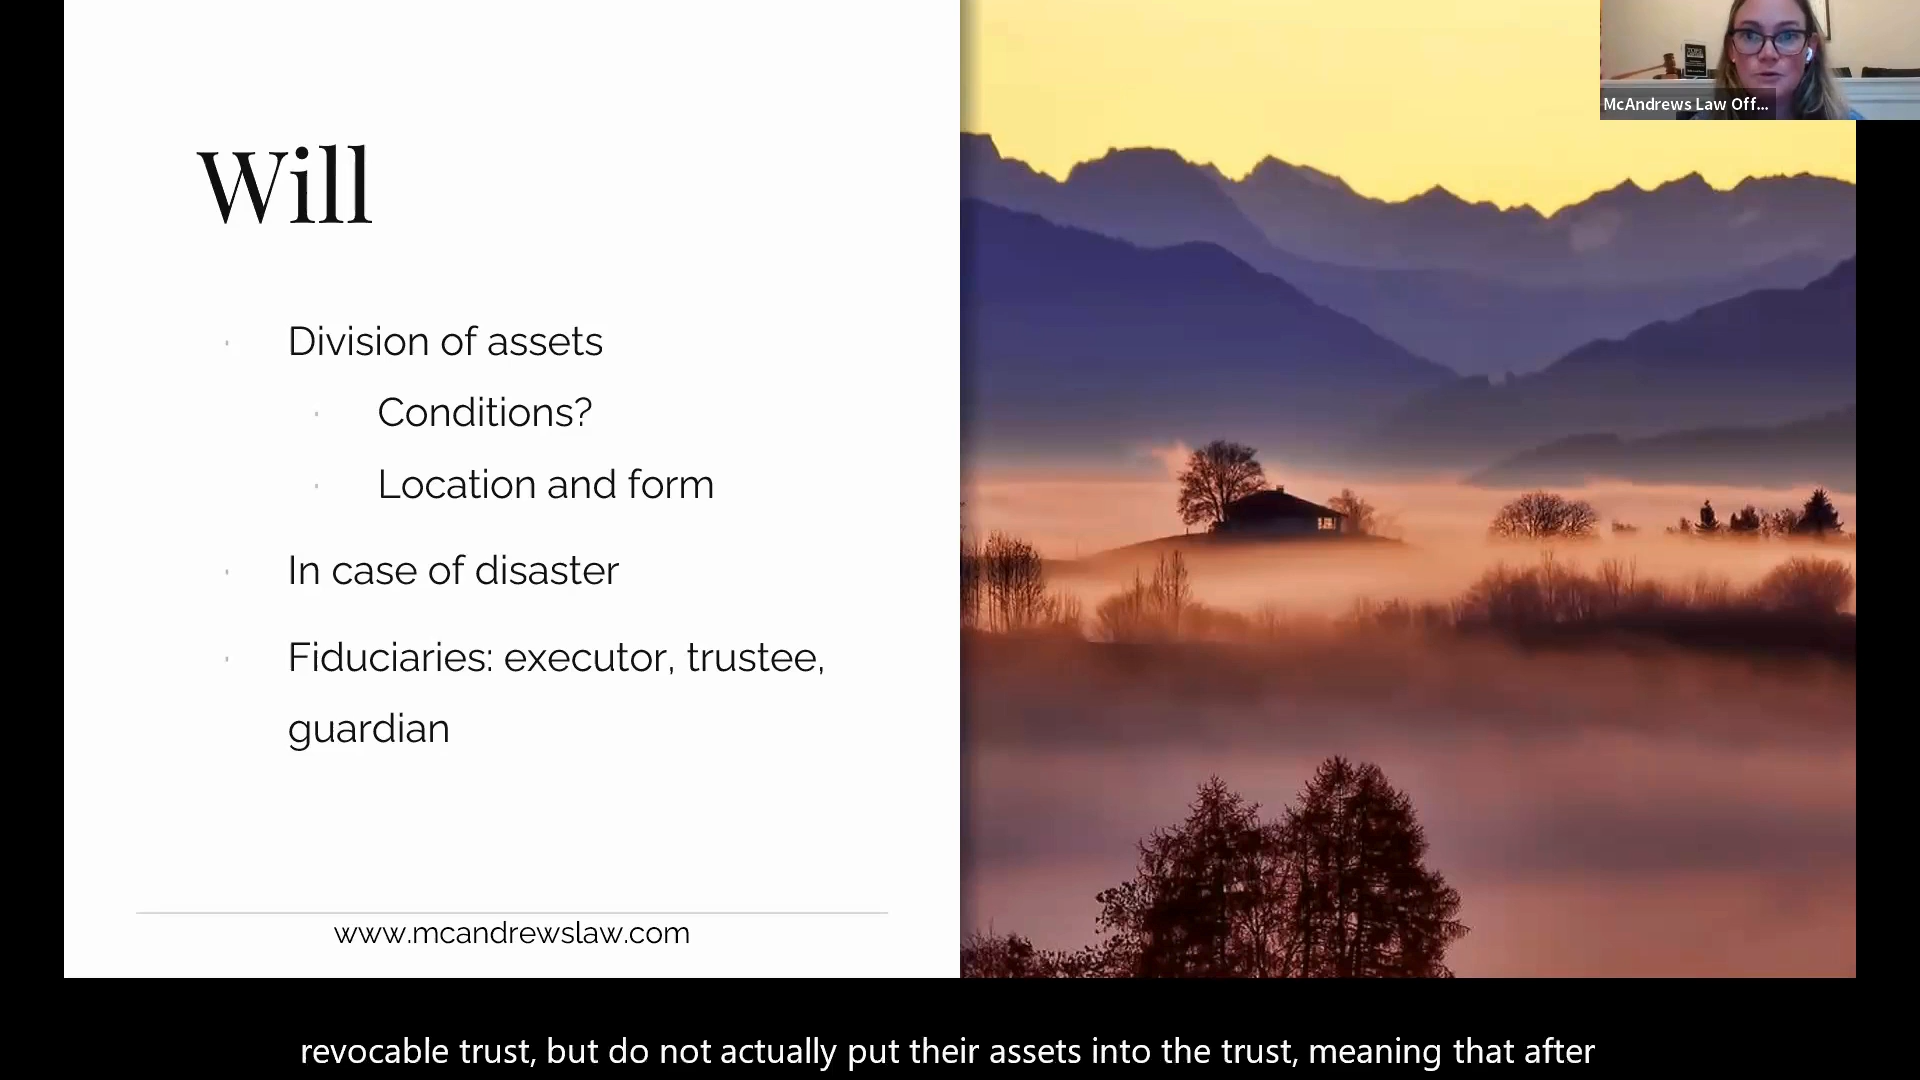 McAndrews Law Off...
Will
Division of assets
Conditions?
Location and form
In case of disaster
Fiduciaries: executor, trustee,
guardian
www.mcandrewslaw.com
revocable trust, but do not actually put their assets into the trust, meaning that after